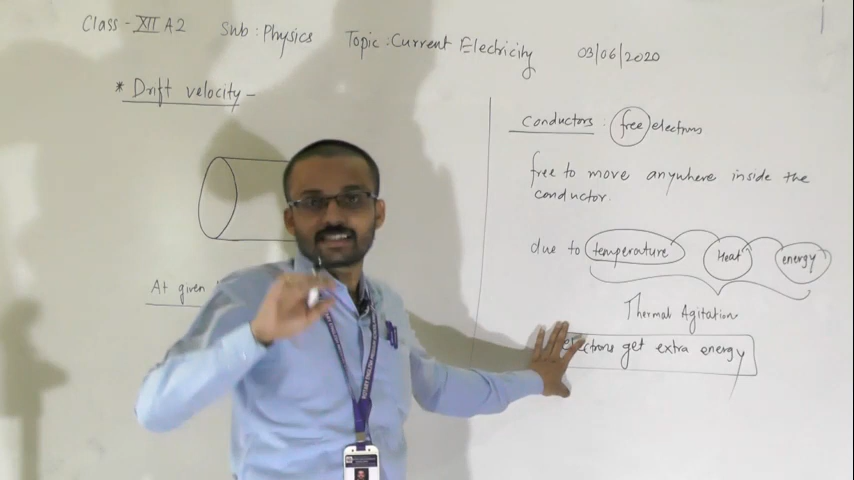 Class - XII A2 Sub : Physics Topic : Current Electricity 03/06/2020
* Drift velocity -
At given
Conductors : free electrons
free to move anywhere inside the
conductor.
due to temperature Heat energy
Thermal Agitation
electrons get extra energy